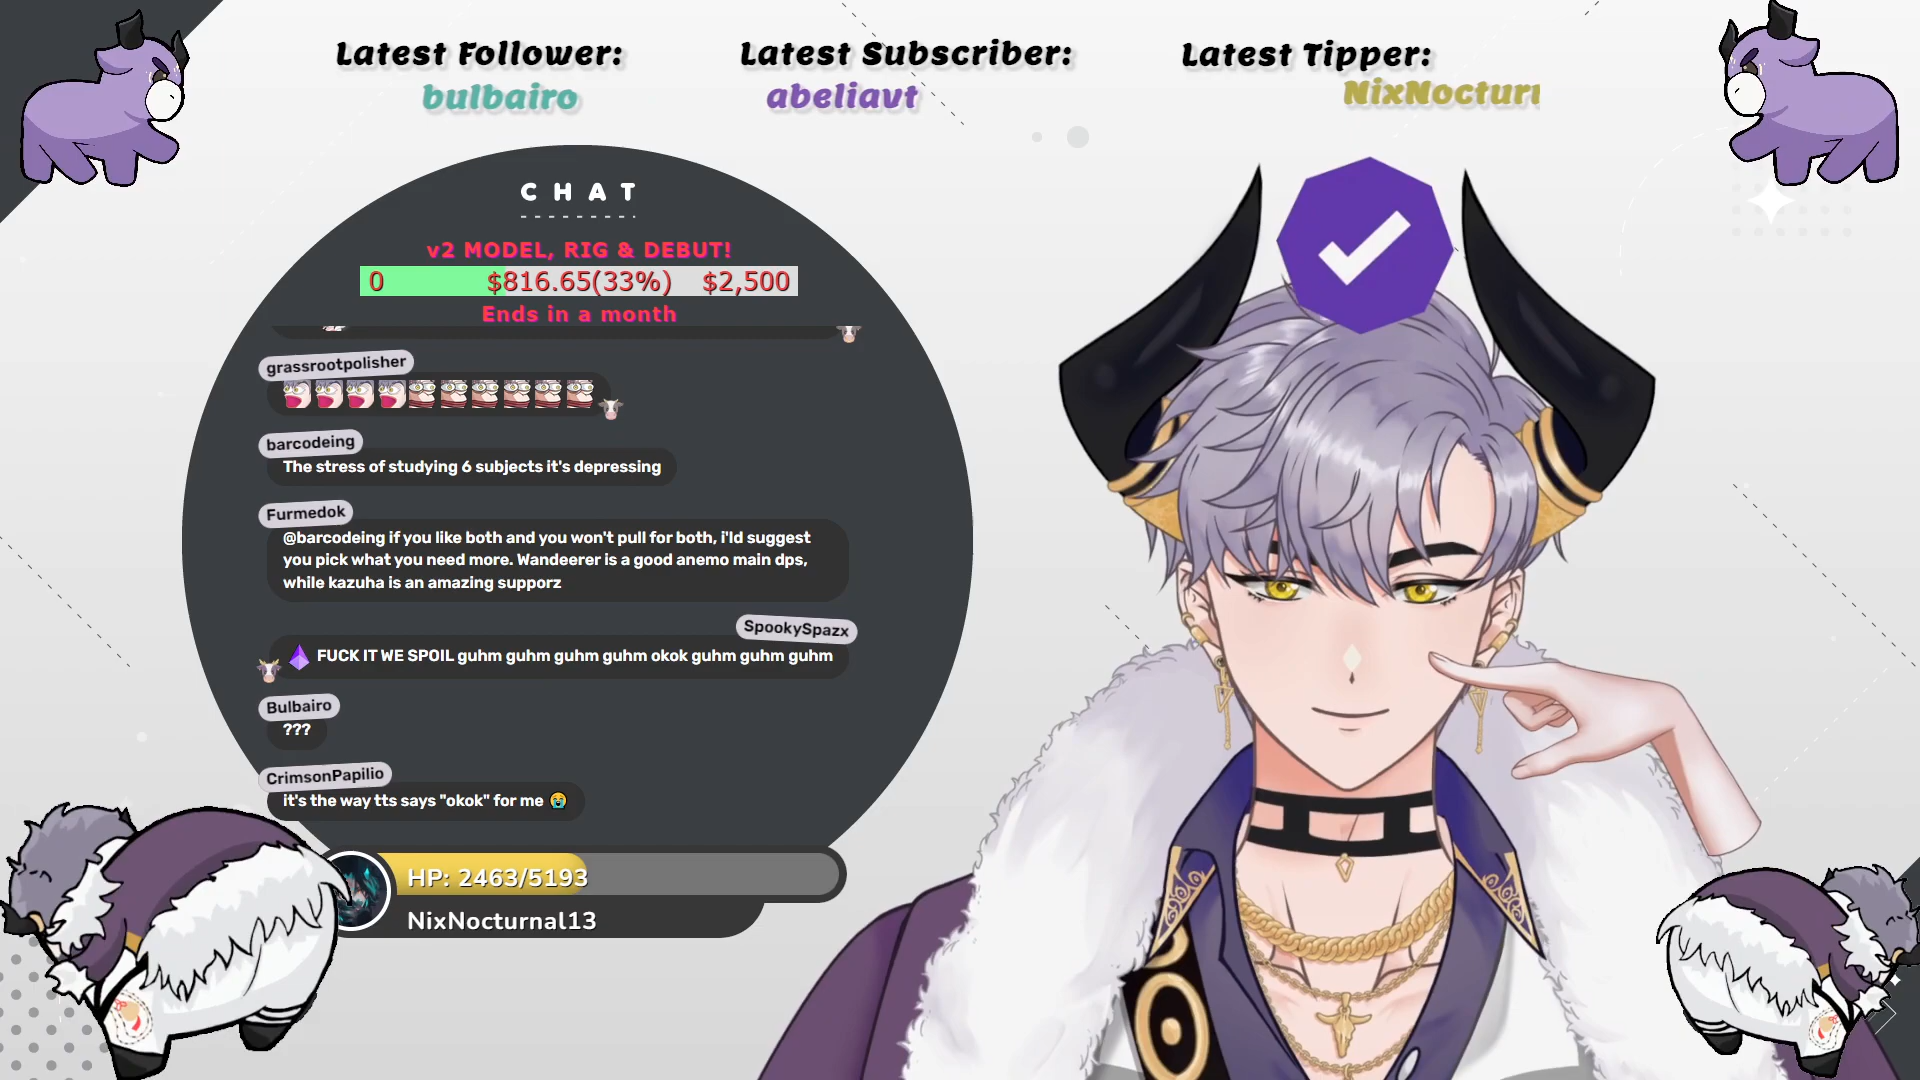 Latest Follower:
bulbairo
Latest Subscriber:
abeliavt
Latest Tipper:
NixNocturn
CHAT
v2 MODEL, RIG & DEBUT!
0 $816.65(33%) $2,500
Ends in a month
grassrootpolisher
barcodeing
The stress of studying 6 subjects it's depressing
Furmedok
@barcodeing if you like both and you won't pull for both, i'ld suggest
you pick what you need more. Wandeerer is a good anemo main dps,
while kazuha is an amazing supporz
SpookySpazx
FUCK IT WE SPOIL guhm guhm guhm guhm okok guhm guhm guhm
Bulbairo
???
CrimsonPapilio
it's the way tts says "okok" for me 😭
HP: 2463/5193
NixNocturnal13